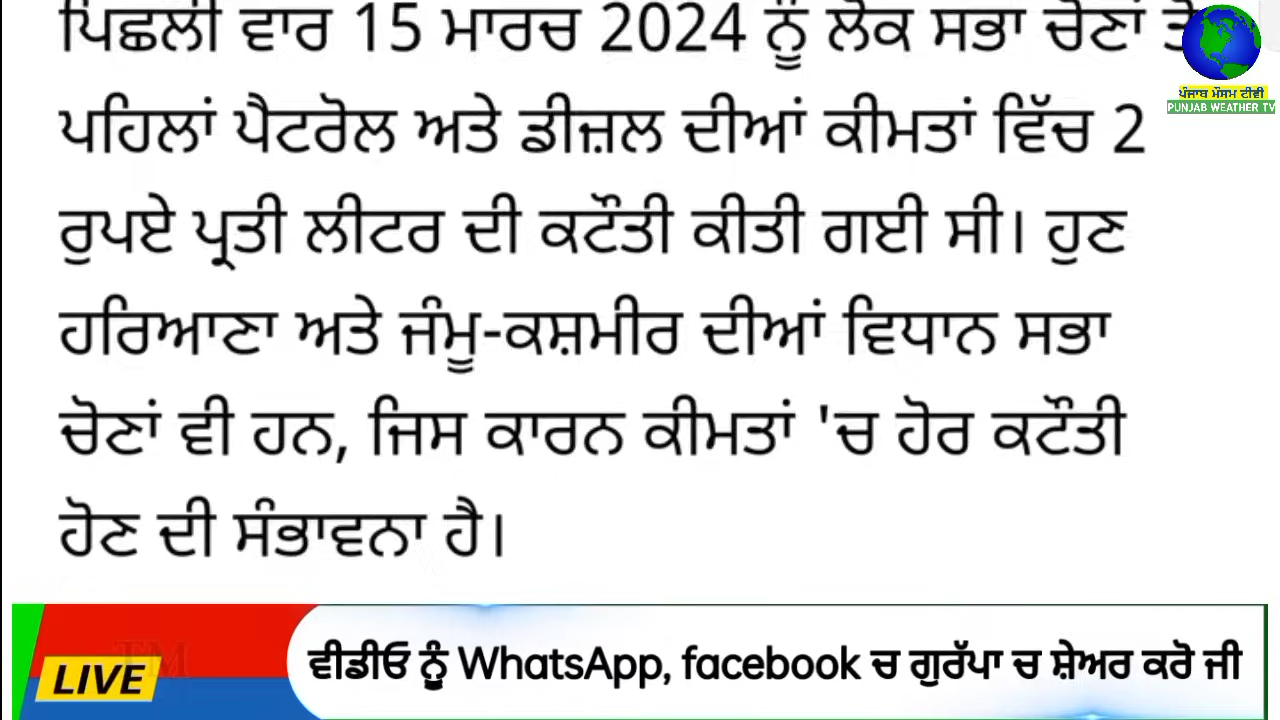 ਪਿਛਲੀ ਵਾਰ 15 ਮਾਰਚ 2024 ਨੂੰ ਲੋਕ ਸਭਾ ਚੋਣਾਂ ਤੋਂ
ਪਹਿਲਾਂ ਪੈਟਰੋਲ ਅਤੇ ਡੀਜ਼ਲ ਦੀਆਂ ਕੀਮਤਾਂ ਵਿੱਚ 2
ਰੁਪਏ ਪ੍ਰਤੀ ਲੀਟਰ ਦੀ ਕਟੌਤੀ ਕੀਤੀ ਗਈ ਸੀ। ਹੁਣ
ਹਰਿਆਣਾ ਅਤੇ ਜੰਮੂ-ਕਸ਼ਮੀਰ ਦੀਆਂ ਵਿਧਾਨ ਸਭਾ
ਚੋਣਾਂ ਵੀ ਹਨ, ਜਿਸ ਕਾਰਨ ਕੀਮਤਾਂ 'ਚ ਹੋਰ ਕਟੌਤੀ
ਹੋਣ ਦੀ ਸੰਭਾਵਨਾ ਹੈ।
ਪੰਜਾਬ ਮੌਸਮ ਟੀਵੀ
PUNJAB WEATHER TV
TM
LIVE
ਵੀਡੀਓ ਨੂੰ WhatsApp, facebook ਚ ਗੁਰੱਪਾ ਚ ਸ਼ੇਅਰ ਕਰੋ ਜੀ